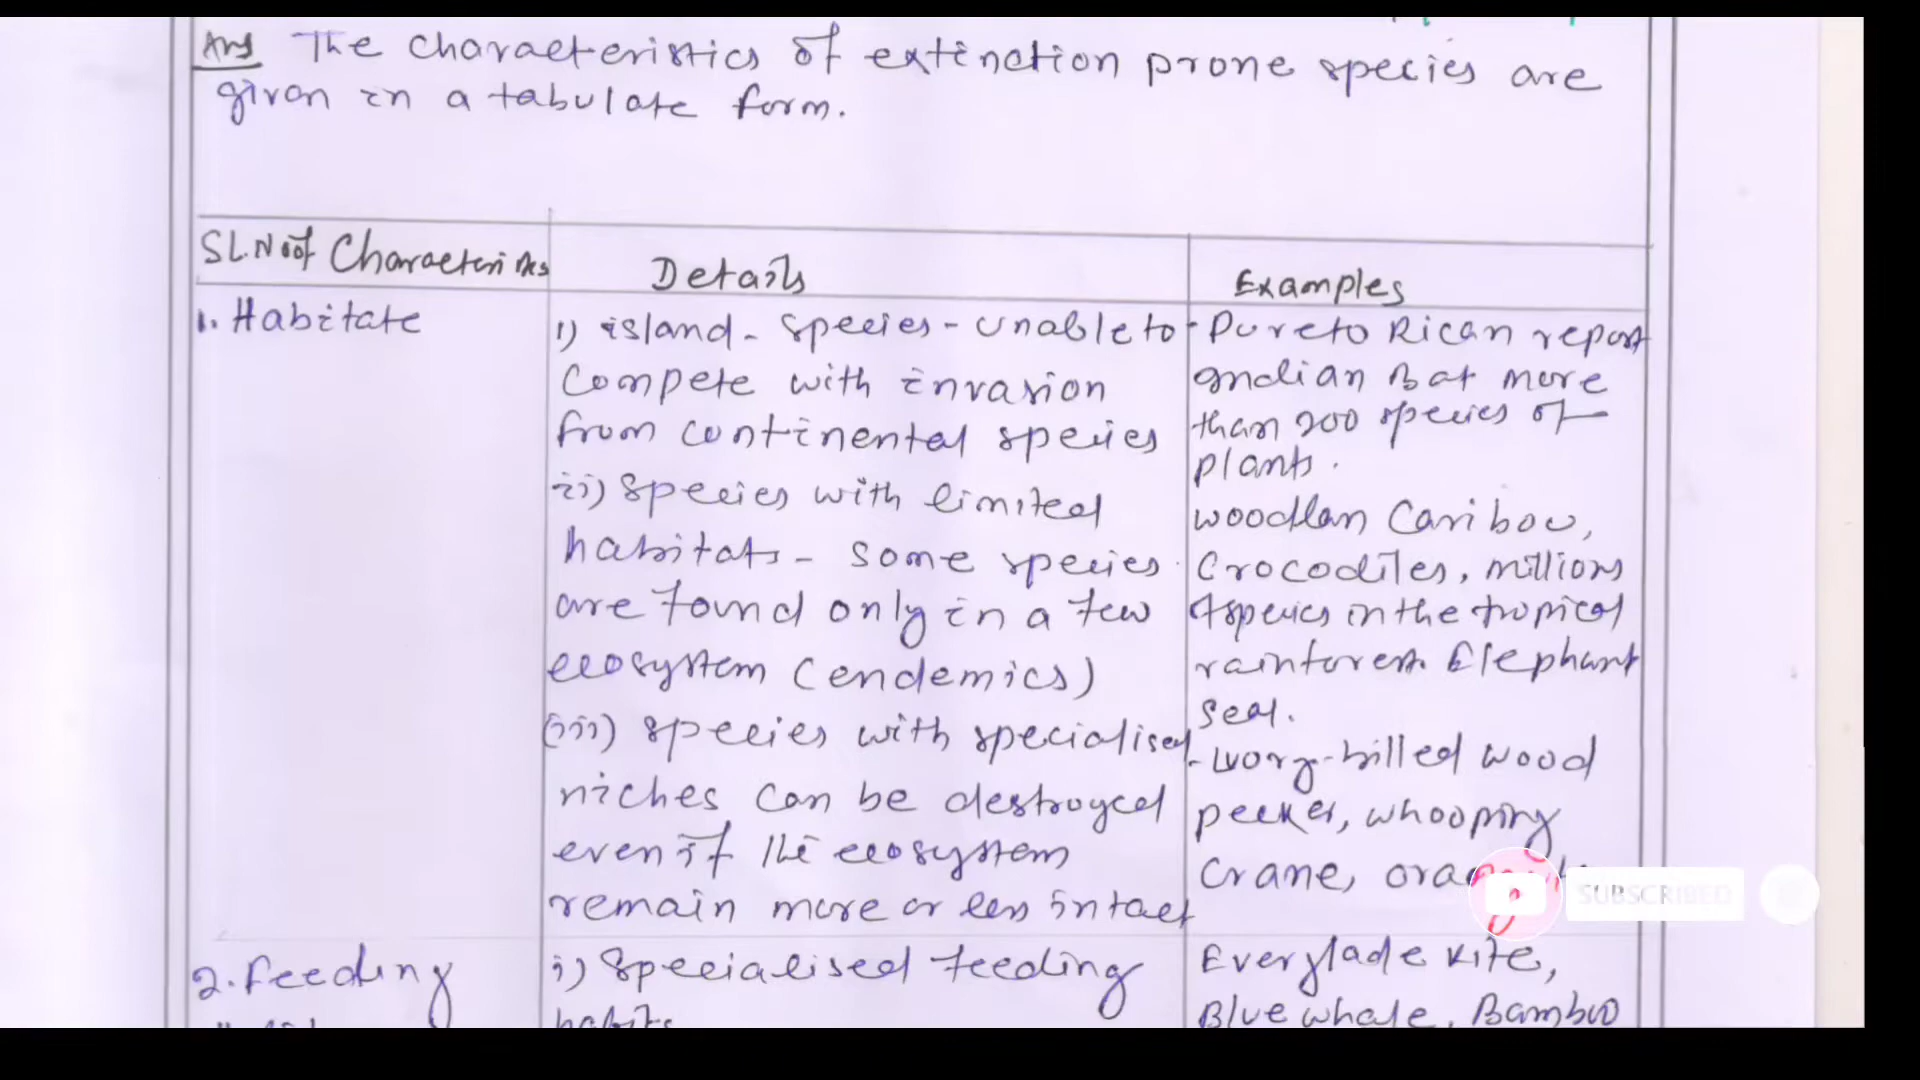 Ans The characteristics of extinction prone species are
given in a tabulate form.
SL.No of Characteristics
Details
Examples
1. Habitate
i) island - species - unable to
compete with invasion
from continental species
ii) species with limited
habitats - some species
are found only in a few
ecosystem (endemics)
(iii) species with specialised
niches can be destroyed
even if the ecosystem
remain more or less intact
- Pureto Rican report
Indian Bat more
than 200 species of
plants.
woodlan Caribou,
Crocodiles, millions
of species in the tropical
rainforest. Elephant
seal.
- Ivory-billed wood
pecker, whooping
Crane,
SUBSCRIBED
2. Feeding
i) Specialised feeding
habits
Everglade Kite,
Blue whale, Bamboo